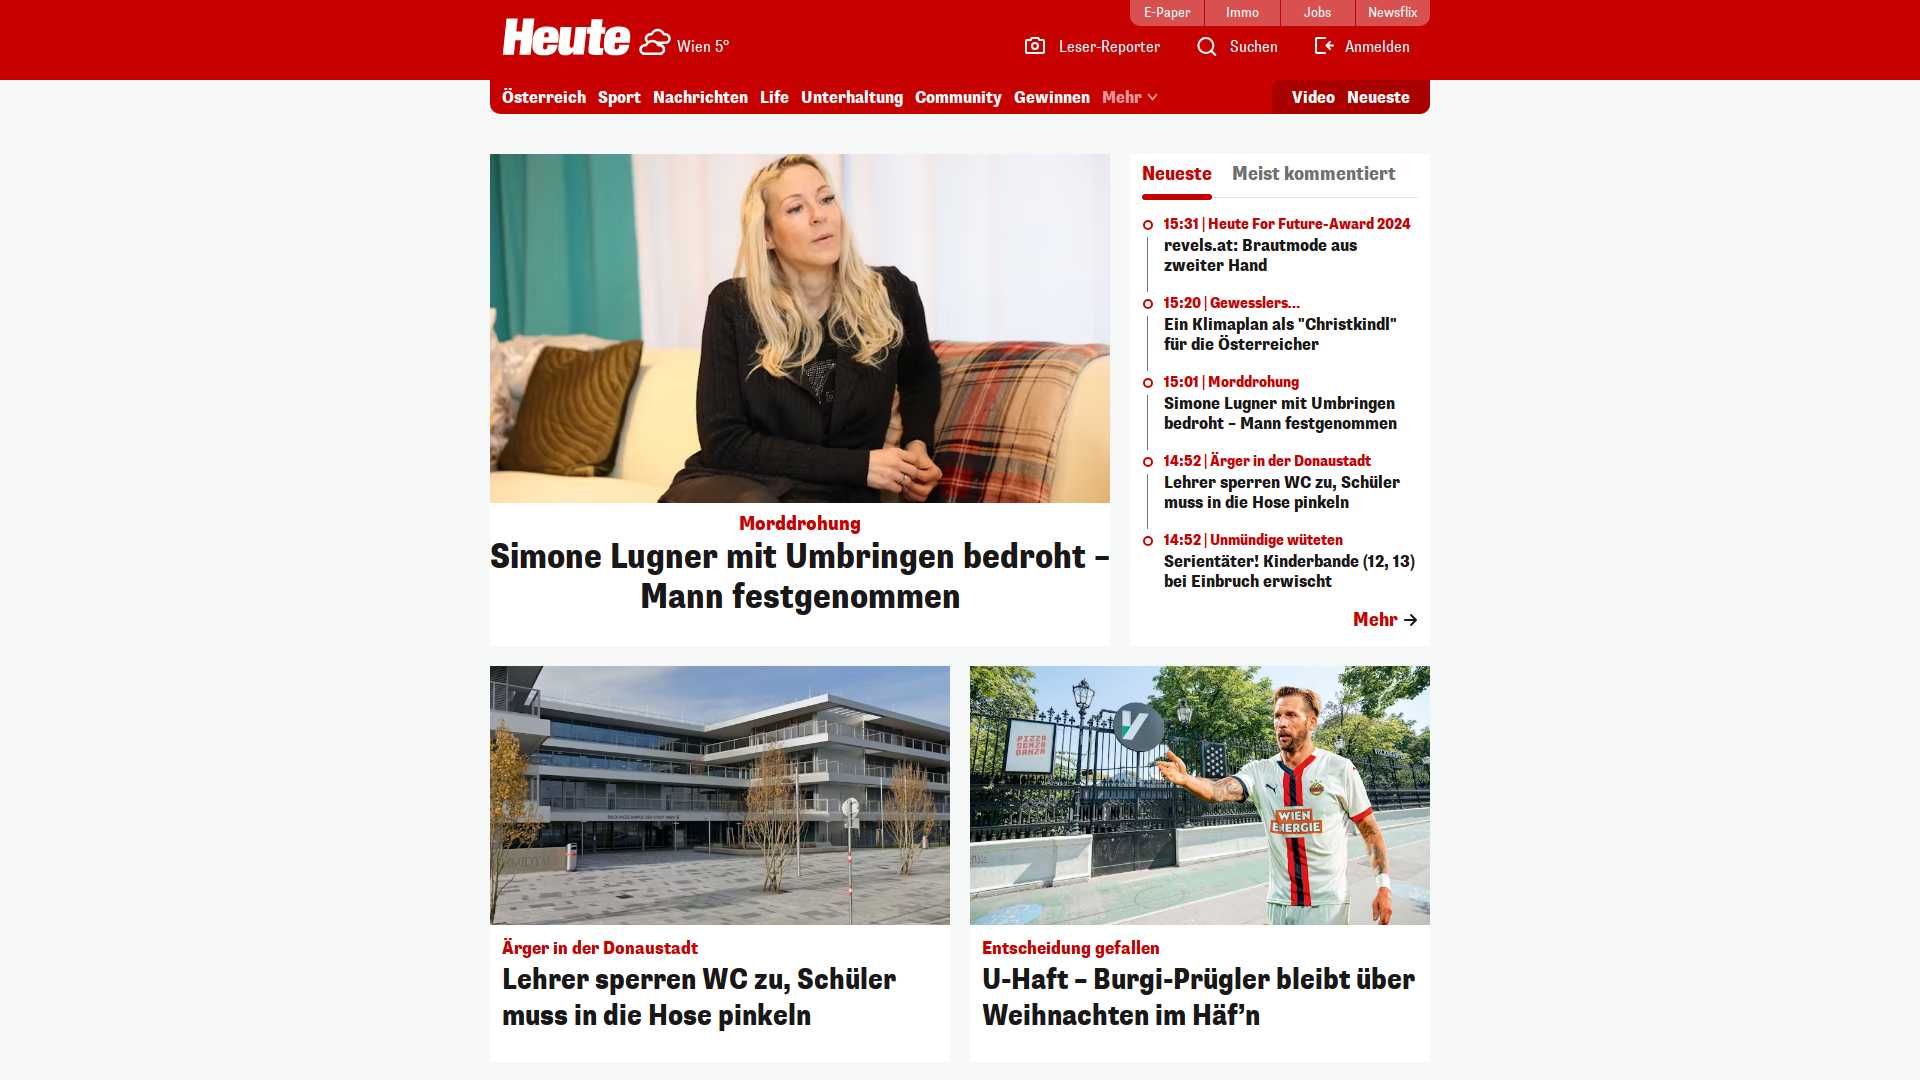 E-Paper
Immo
Jobs
Newsflix
Heute
Wien 5°
Leser-Reporter
Suchen
Anmelden
Österreich Sport Nachrichten Life Unterhaltung Community Gewinnen Mehr
Video Neueste
Morddrohung
Simone Lugner mit Umbringen bedroht –
Mann festgenommen
Neueste
Meist kommentiert
15:31 | Heute For Future-Award 2024
revels.at: Brautmode aus
zweiter Hand
15:20 | Gewesslers...
Ein Klimaplan als "Christkindl"
für die Österreicher
15:01 | Morddrohung
Simone Lugner mit Umbringen
bedroht – Mann festgenommen
14:52 | Ärger in der Donaustadt
Lehrer sperren WC zu, Schüler
muss in die Hose pinkeln
14:52 | Unmündige wüteten
Serientäter! Kinderbande (12, 13)
bei Einbruch erwischt
Mehr
Ärger in der Donaustadt
Lehrer sperren WC zu, Schüler
muss in die Hose pinkeln
PIZZA
SENZA
DANZA
WIEN
ENERGIE
Entscheidung gefallen
U-Haft – Burgi-Prügler bleibt über
Weihnachten im Häf’n